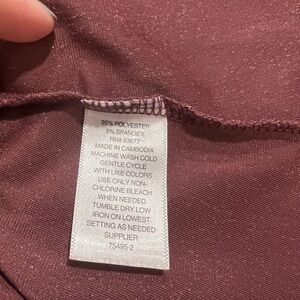 95% POLYESTER
5% SPANDEX
RN# 93677
MADE IN CAMBODIA
MACHINE WASH COLD
GENTLE CYCLE
WITH LIKE COLORS
USE ONLY NON-
CHLORINE BLEACH
WHEN NEEDED
TUMBLE DRY LOW
IRON ON LOWEST
SETTING AS NEEDED
SUPPLIER
7S495-2